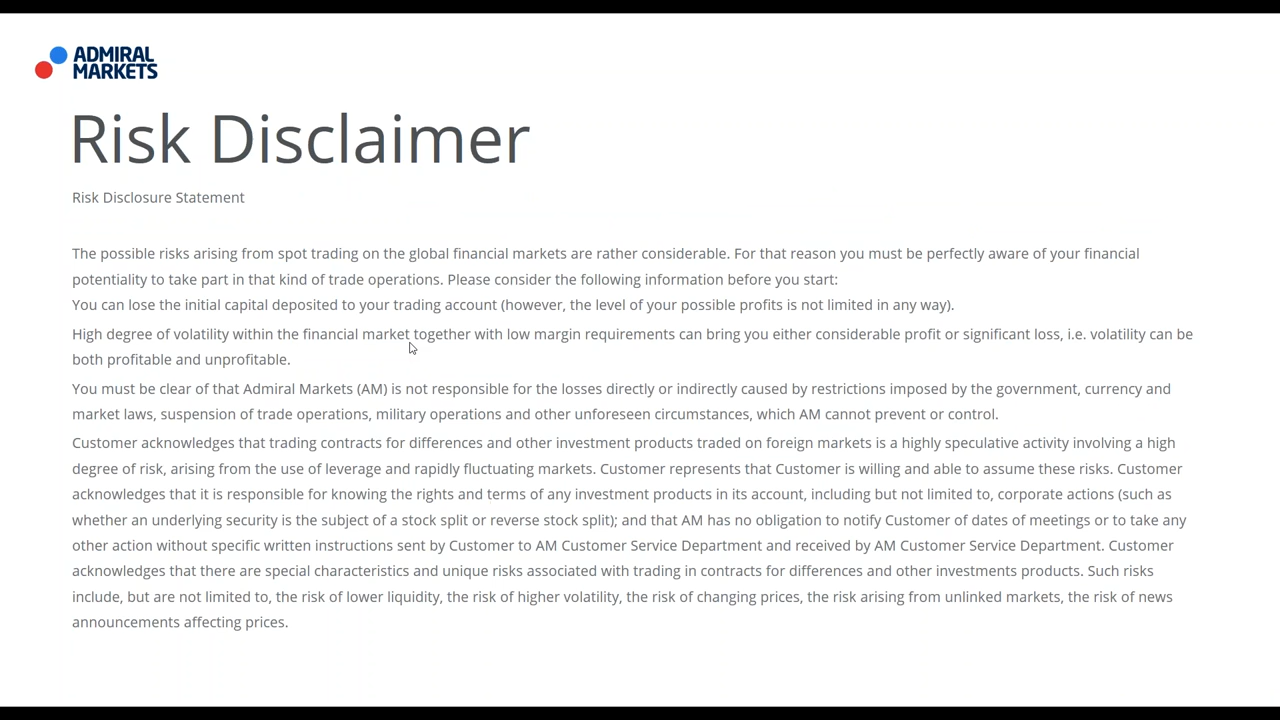 ADMIRAL
MARKETS
Risk Disclaimer
Risk Disclosure Statement
The possible risks arising from spot trading on the global financial markets are rather considerable. For that reason you must be perfectly aware of your financial
potentiality to take part in that kind of trade operations. Please consider the following information before you start:
You can lose the initial capital deposited to your trading account (however, the level of your possible profits is not limited in any way).
High degree of volatility within the financial market together with low margin requirements can bring you either considerable profit or significant loss, i.e. volatility can be
both profitable and unprofitable.
You must be clear of that Admiral Markets (AM) is not responsible for the losses directly or indirectly caused by restrictions imposed by the government, currency and
market laws, suspension of trade operations, military operations and other unforeseen circumstances, which AM cannot prevent or control.
Customer acknowledges that trading contracts for differences and other investment products traded on foreign markets is a highly speculative activity involving a high
degree of risk, arising from the use of leverage and rapidly fluctuating markets. Customer represents that Customer is willing and able to assume these risks. Customer
acknowledges that it is responsible for knowing the rights and terms of any investment products in its account, including but not limited to, corporate actions (such as
whether an underlying security is the subject of a stock split or reverse stock split); and that AM has no obligation to notify Customer of dates of meetings or to take any
other action without specific written instructions sent by Customer to AM Customer Service Department and received by AM Customer Service Department. Customer
acknowledges that there are special characteristics and unique risks associated with trading in contracts for differences and other investments products. Such risks
include, but are not limited to, the risk of lower liquidity, the risk of higher volatility, the risk of changing prices, the risk arising from unlinked markets, the risk of news
announcements affecting prices.